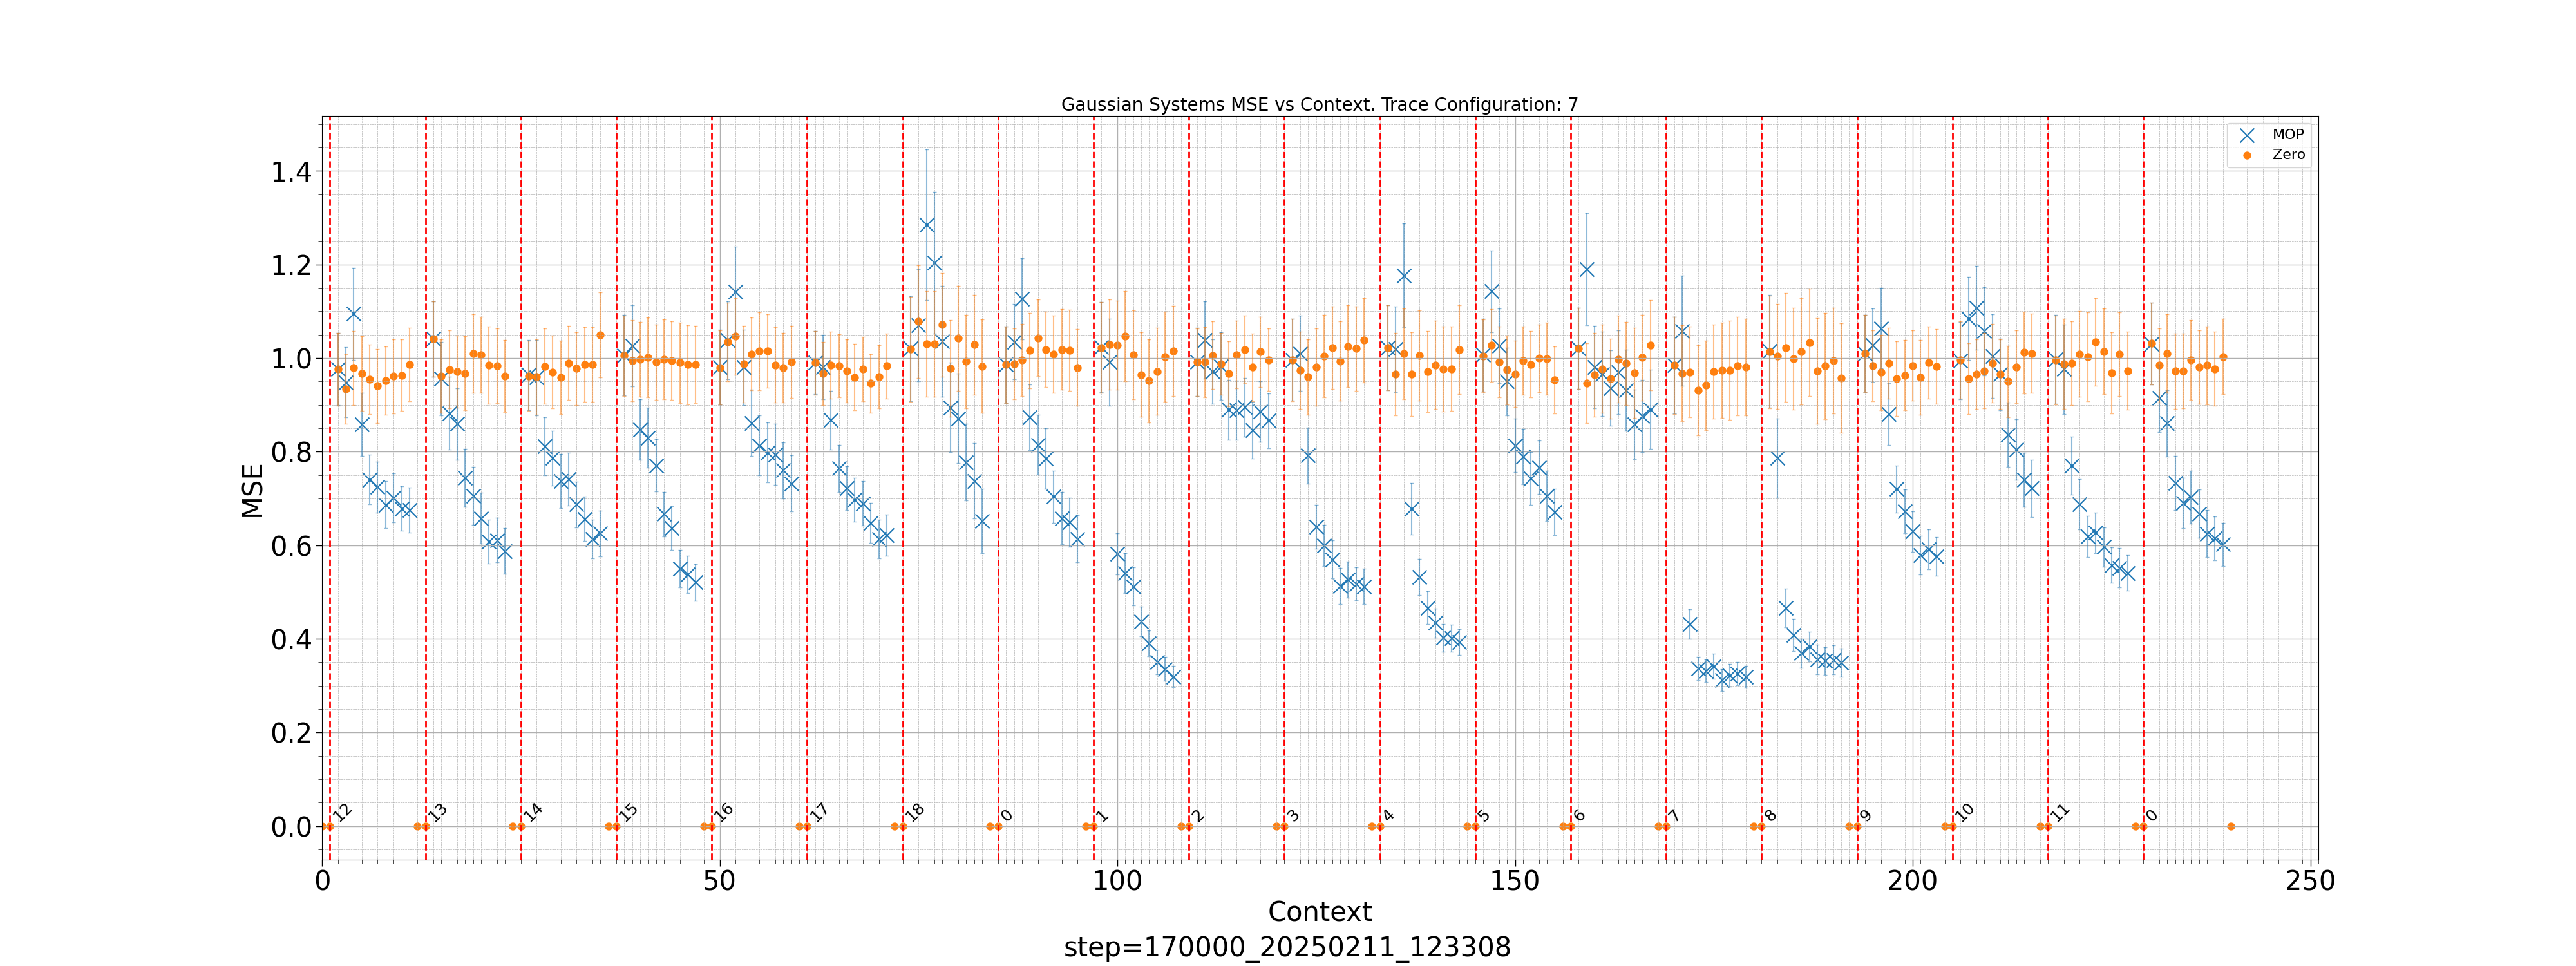 Gaussian Systems MSE vs Context. Trace Configuration: 7
MOP
Zero
1.4
1.2
1.0
0.8
0.6
0.4
0.2
0.0
MSE
12 13 14 15 16 17 18 0 1 2 3 4 5 6 7 8 9 10 11 0
0 50 100 150 200 250
Context
step=170000_20250211_123308